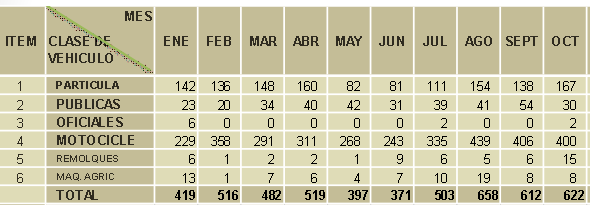 MES
ITEM CLASE DE VEHICULO ENE FEB MAR ABR MAY JUN JUL AGO SEPT OCT
1 PARTICULA 142 136 148 160 82 81 111 154 138 167
2 PUBLICAS 23 20 34 40 42 31 39 41 54 30
3 OFICIALES 6 0 0 0 0 0 2 0 0 2
4 MOTOCICLE 229 358 291 311 268 243 335 439 406 400
5 REMOLQUES 6 1 2 2 1 9 6 5 6 15
6 MAQ. AGRIC 13 1 7 6 4 7 10 19 8 8
TOTAL 419 516 482 519 397 371 503 658 612 622